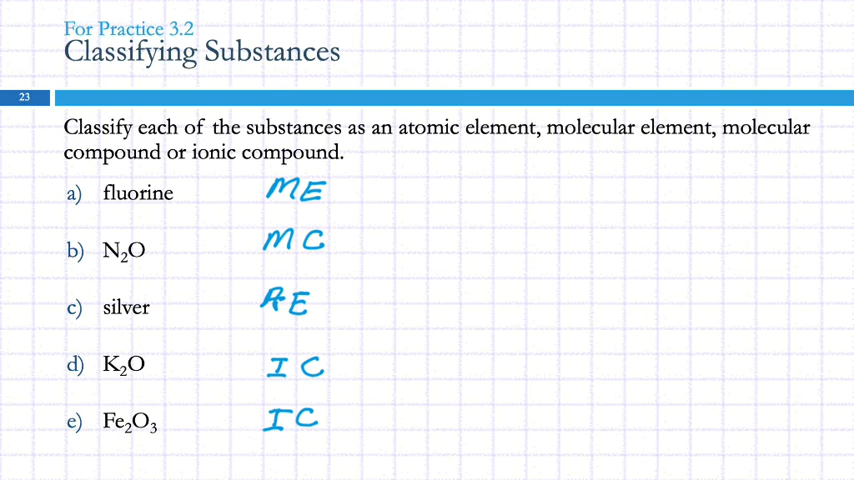 For Practice 3.2
Classifying Substances
23
Classify each of the substances as an atomic element, molecular element, molecular
compound or ionic compound.
a) fluorine ME
b) N₂O MC
c) silver AE
d) K₂O IC
e) Fe₂O₃ IC